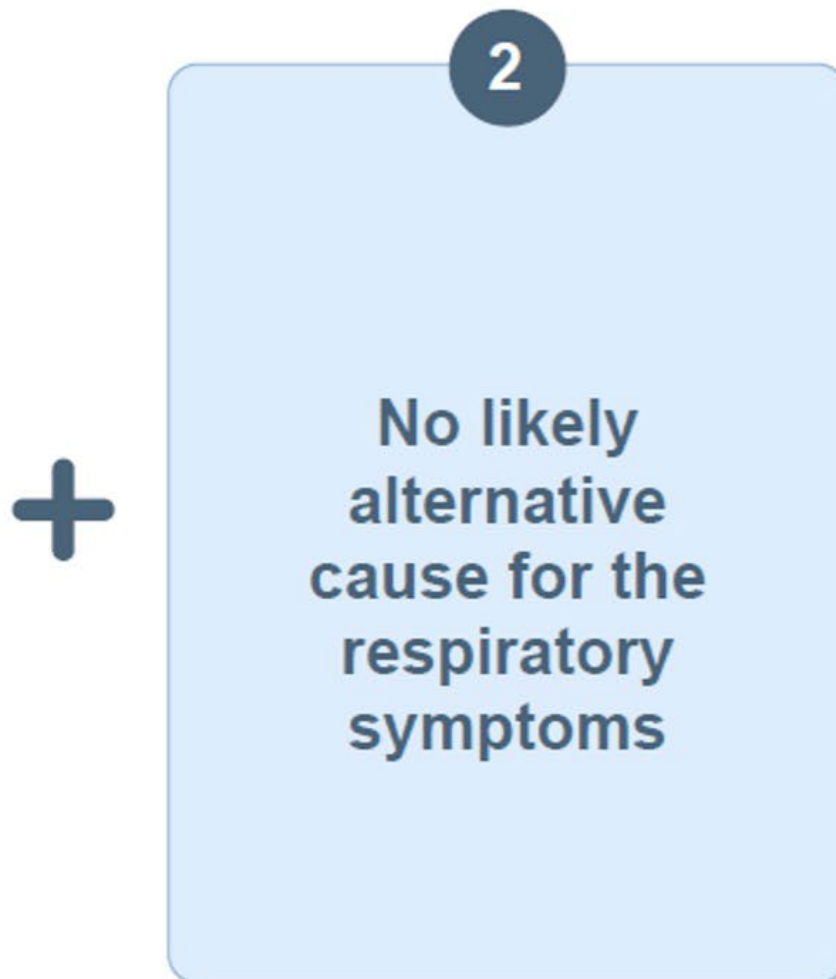 2
No likely
alternative
cause for the
respiratory
symptoms